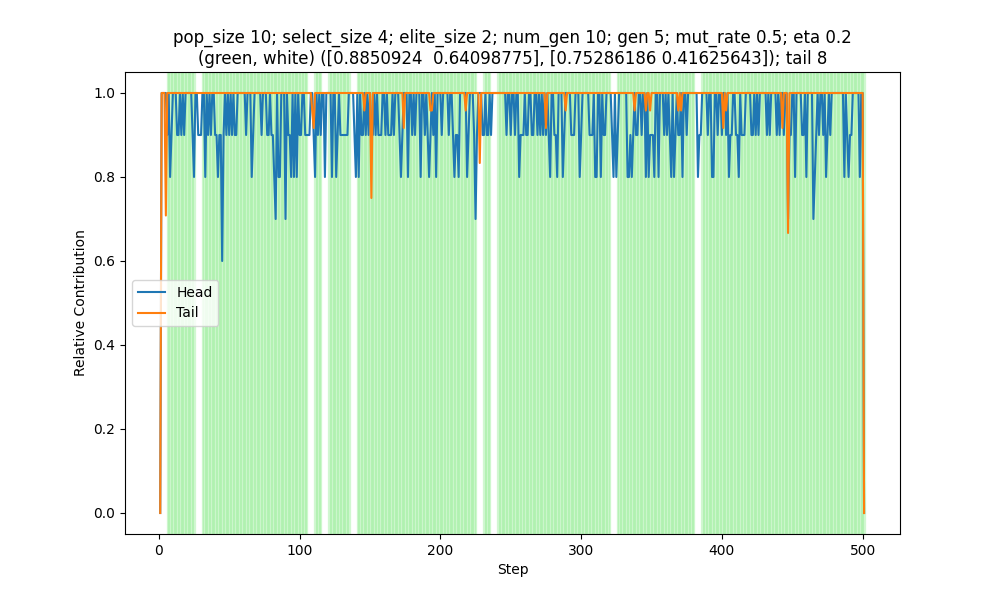 pop_size 10; select_size 4; elite_size 2; num_gen 10; gen 5; mut_rate 0.5; eta 0.2
(green, white) ([0.8850924  0.64098775], [0.75286186 0.41625643]); tail 8
1.0
0.8
0.6
0.4
0.2
0.0
Relative Contribution
Head
Tail
0
100
200
300
400
500
Step